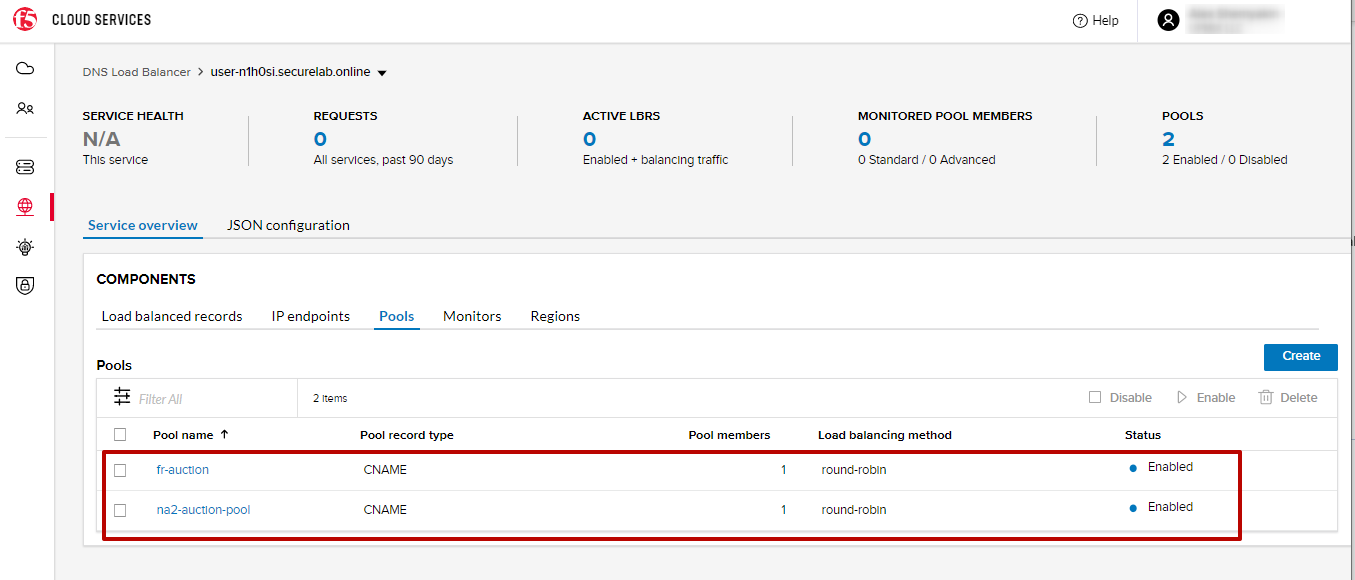 f5 CLOUD SERVICES Help
DNS Load Balancer > user-n1h0si.securelab.online
SERVICE HEALTH REQUESTS ACTIVE LBRS MONITORED POOL MEMBERS POOLS
N/A 0 0 0 2
This service All services, past 90 days Enabled + balancing traffic 0 Standard / 0 Advanced 2 Enabled / 0 Disabled
Service overview JSON configuration
COMPONENTS
Load balanced records IP endpoints Pools Monitors Regions
Create
Pools
Filter All 2 Items Disable Enable Delete
Pool name ↑ Pool record type Pool members Load balancing method Status
fr-auction CNAME 1 round-robin Enabled
na2-auction-pool CNAME 1 round-robin Enabled